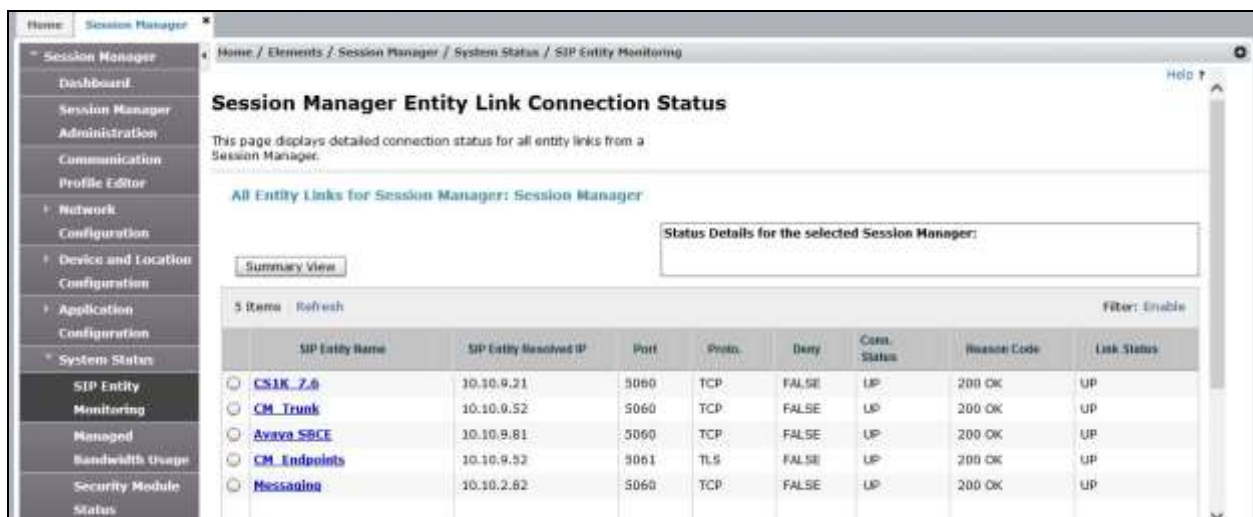 Home Session Manager ×
Session Manager
Dashboard
Session Manager
Administration
Communication
Profile Editor
Network
Configuration
Device and Location
Configuration
Application
Configuration
System Status
SIP Entity
Monitoring
Managed
Bandwidth Usage
Security Module
Status
Home / Elements / Session Manager / System Status / SIP Entity Monitoring
Help ?
Session Manager Entity Link Connection Status
This page displays detailed connection status for all entity links from a
Session Manager.
All Entity Links for Session Manager: Session Manager
Status Details for the selected Session Manager:
Summary View
5 Items Refresh Filter: Enable
SIP Entity Name SIP Entity Resolved IP Port Proto. Deny Conn. Status Reason Code Link Status
CS1K_7.6 10.10.9.21 5060 TCP FALSE UP 200 OK UP
CM_Trunk 10.10.9.52 5060 TCP FALSE UP 200 OK UP
Avaya SBCE 10.10.9.81 5060 TCP FALSE UP 200 OK UP
CM_Endpoints 10.10.9.52 5061 TLS FALSE UP 200 OK UP
Messaging 10.10.2.82 5060 TCP FALSE UP 200 OK UP